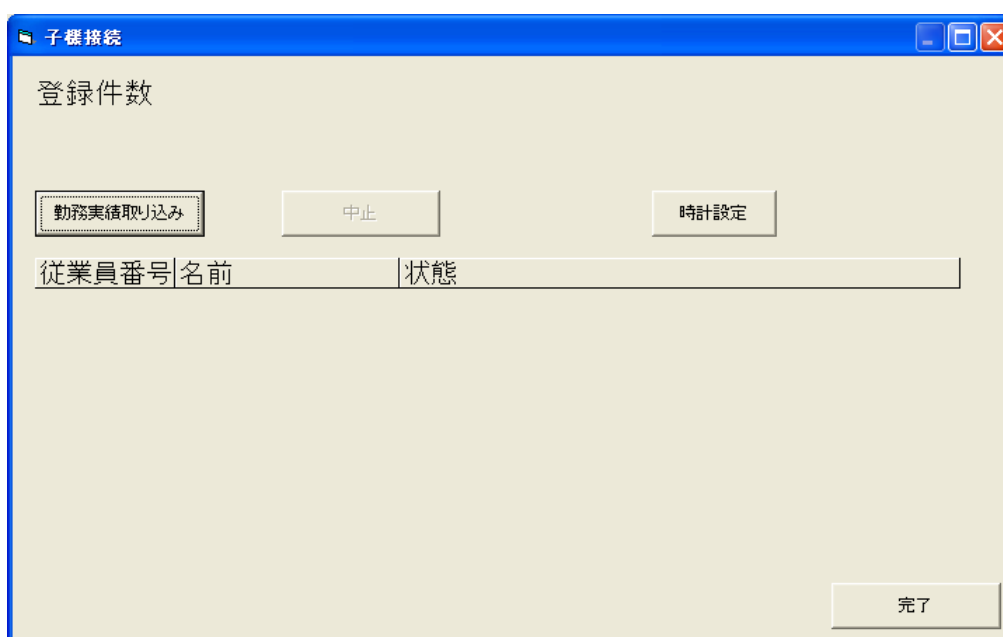 子機接続
登録件数
勤務実績取り込み 中止 時計設定
従業員番号 名前 状態
完了